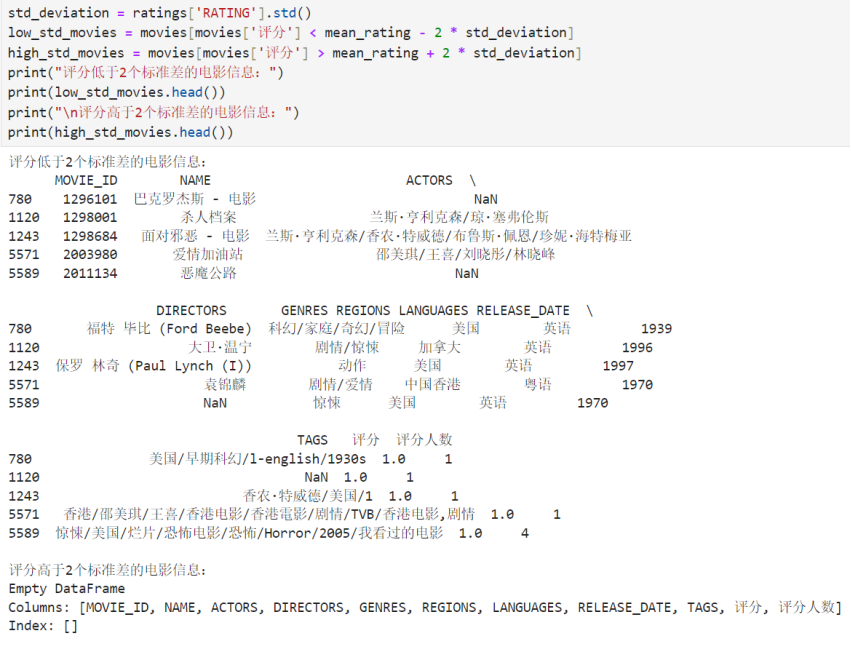 std_deviation = ratings['RATING'].std()
low_std_movies = movies[movies['评分'] < mean_rating - 2 * std_deviation]
high_std_movies = movies[movies['评分'] > mean_rating + 2 * std_deviation]
print("评分低于2个标准差的电影信息：")
print(low_std_movies.head())
print("\n评分高于2个标准差的电影信息：")
print(high_std_movies.head())
评分低于2个标准差的电影信息：
MOVIE_ID NAME ACTORS \
780 1296101 巴克罗杰斯 - 电影 NaN
1120 1298001 杀人档案 兰斯·亨利克森/琼·塞弗伦斯
1243 1298684 面对邪恶 - 电影 兰斯·亨利克森/香农·特威德/布鲁斯·佩恩/珍妮·海特梅亚
5571 2003980 爱情加油站 邵美琪/王喜/刘晓彤/林晓峰
5589 2011134 恶魔公路 NaN
DIRECTORS GENRES REGIONS LANGUAGES RELEASE_DATE \
780 福特 毕比 (Ford Beebe) 科幻/家庭/奇幻/冒险 美国 英语 1939
1120 大卫·温宁 剧情/惊悚 加拿大 英语 1996
1243 保罗 林奇 (Paul Lynch (I)) 动作 美国 英语 1997
5571 袁锦麟 剧情/爱情 中国香港 粤语 1970
5589 NaN 惊悚 美国 英语 1970
TAGS 评分 评分人数
780 美国/早期科幻/l-english/1930s 1.0 1
1120 NaN 1.0 1
1243 香农·特威德/美国/1 1.0 1
5571 香港/邵美琪/王喜/香港电影/香港電影/剧情/TVB/香港电影,剧情 1.0 1
5589 惊悚/美国/烂片/恐怖电影/恐怖/Horror/2005/我看过的电影 1.0 4
评分高于2个标准差的电影信息：
Empty DataFrame
Columns: [MOVIE_ID, NAME, ACTORS, DIRECTORS, GENRES, REGIONS, LANGUAGES, RELEASE_DATE, TAGS, 评分, 评分人数]
Index: []